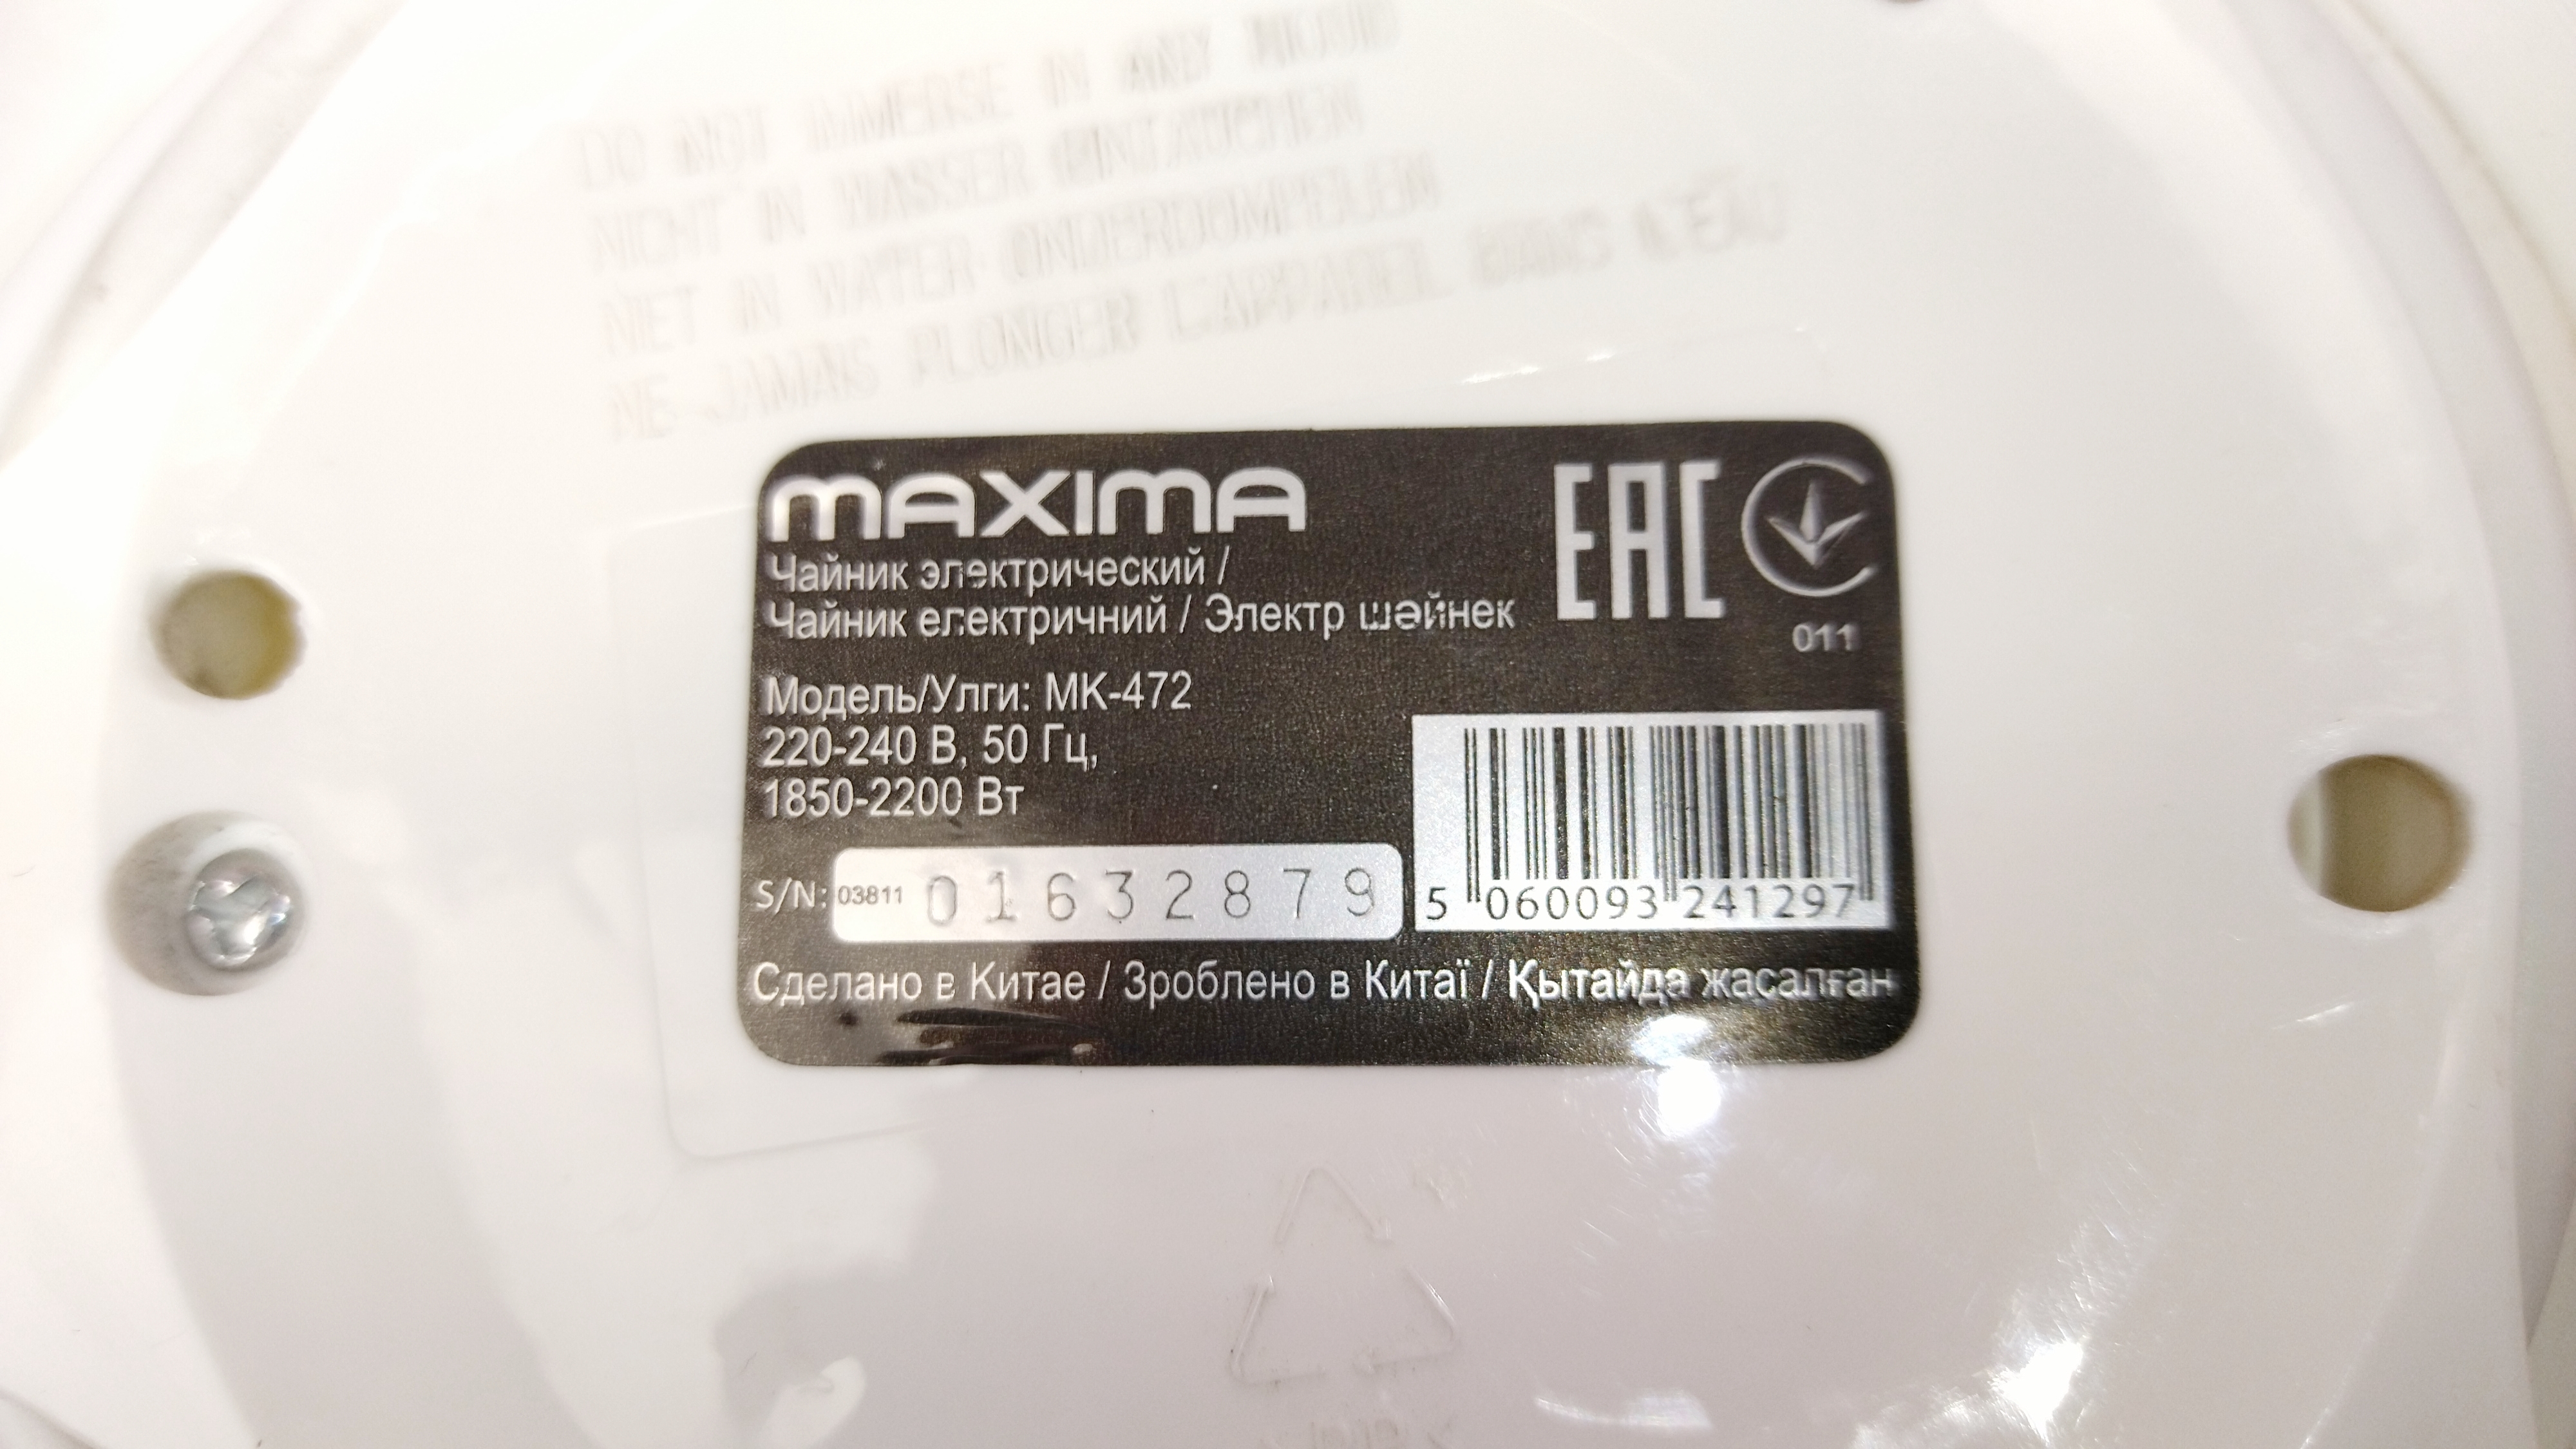 DO NOT IMMERSE IN ANY LIQUID
NICHT IN WASSER EINTAUCHEN
NIET IN WATER ONDERDOMPELEN
NE JAMAIS PLONGER L'APPAREIL DANS L'EAU
MAXIMA
EAC
Чайник электрический /
Чайник електричний / Электр шәйнек
011
Модель/Улги: МК-472
220-240 В, 50 Гц,
1850-2200 Вт
S/N: 03811 01632879
5 060093 241297
Сделано в Китае / Зроблено в Китаї / Қытайда жасалған